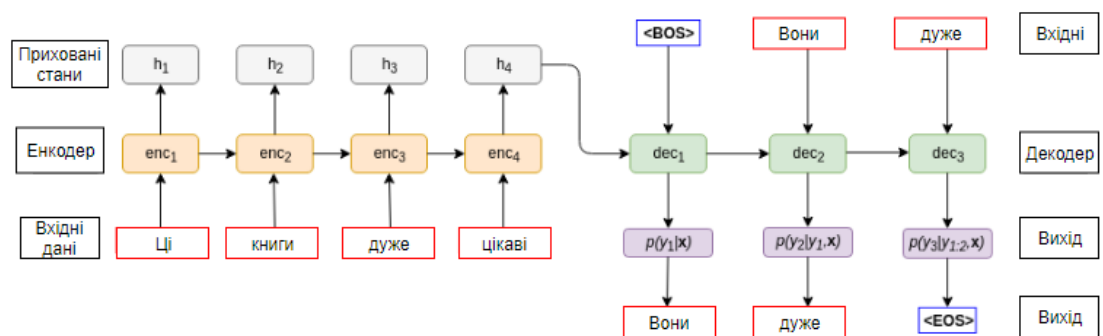 <BOS>
Вони
дуже
Вхідні
Приховані
стани
h1
h2
h3
h4
Енкодер
enc1
enc2
enc3
enc4
dec1
dec2
dec3
Декодер
Вхідні
дані
Ці
книги
дуже
цікаві
p(y1|x)
p(y2|y1,x)
p(y3|y1:2,x)
Вихід
Вони
дуже
<EOS>
Вихід